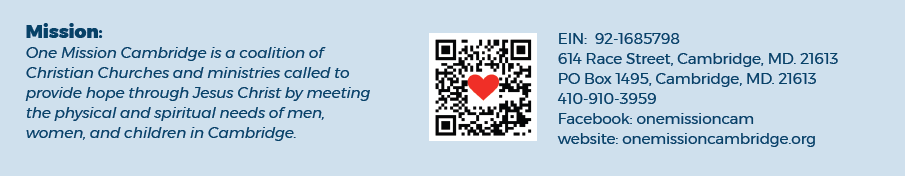 Mission:
One Mission Cambridge is a coalition of
Christian Churches and ministries called to
provide hope through Jesus Christ by meeting
the physical and spiritual needs of men,
women, and children in Cambridge.
EIN:  92-1685798
614 Race Street, Cambridge, MD. 21613
PO Box 1495, Cambridge, MD. 21613
410-910-3959
Facebook: onemissioncam
website: onemissioncambridge.org